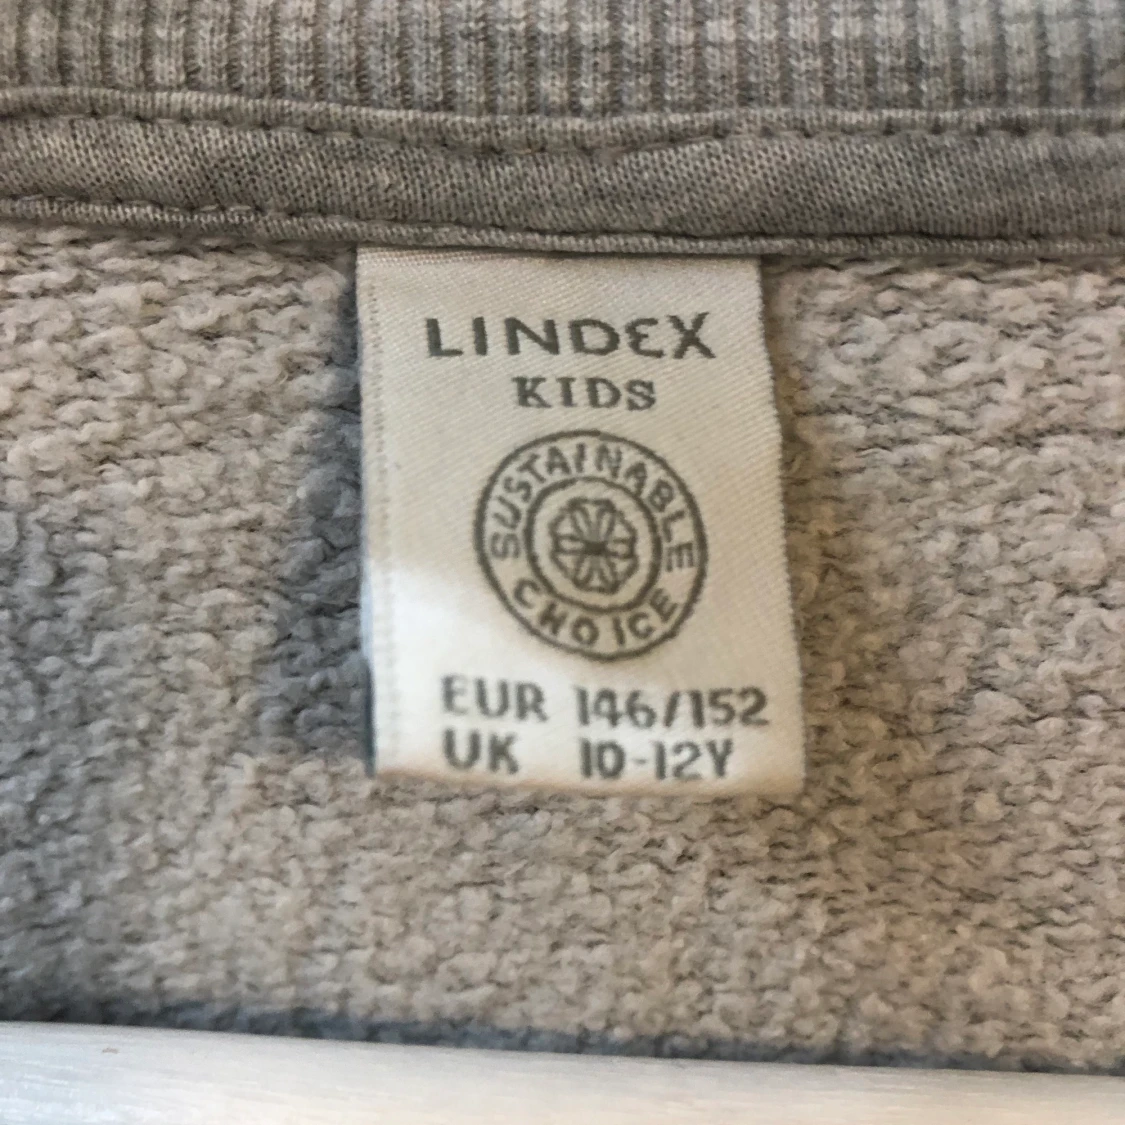 LINDEX
KIDS
SUSTAINABLE
CHOICE
EUR 146/152
UK 10-12Y